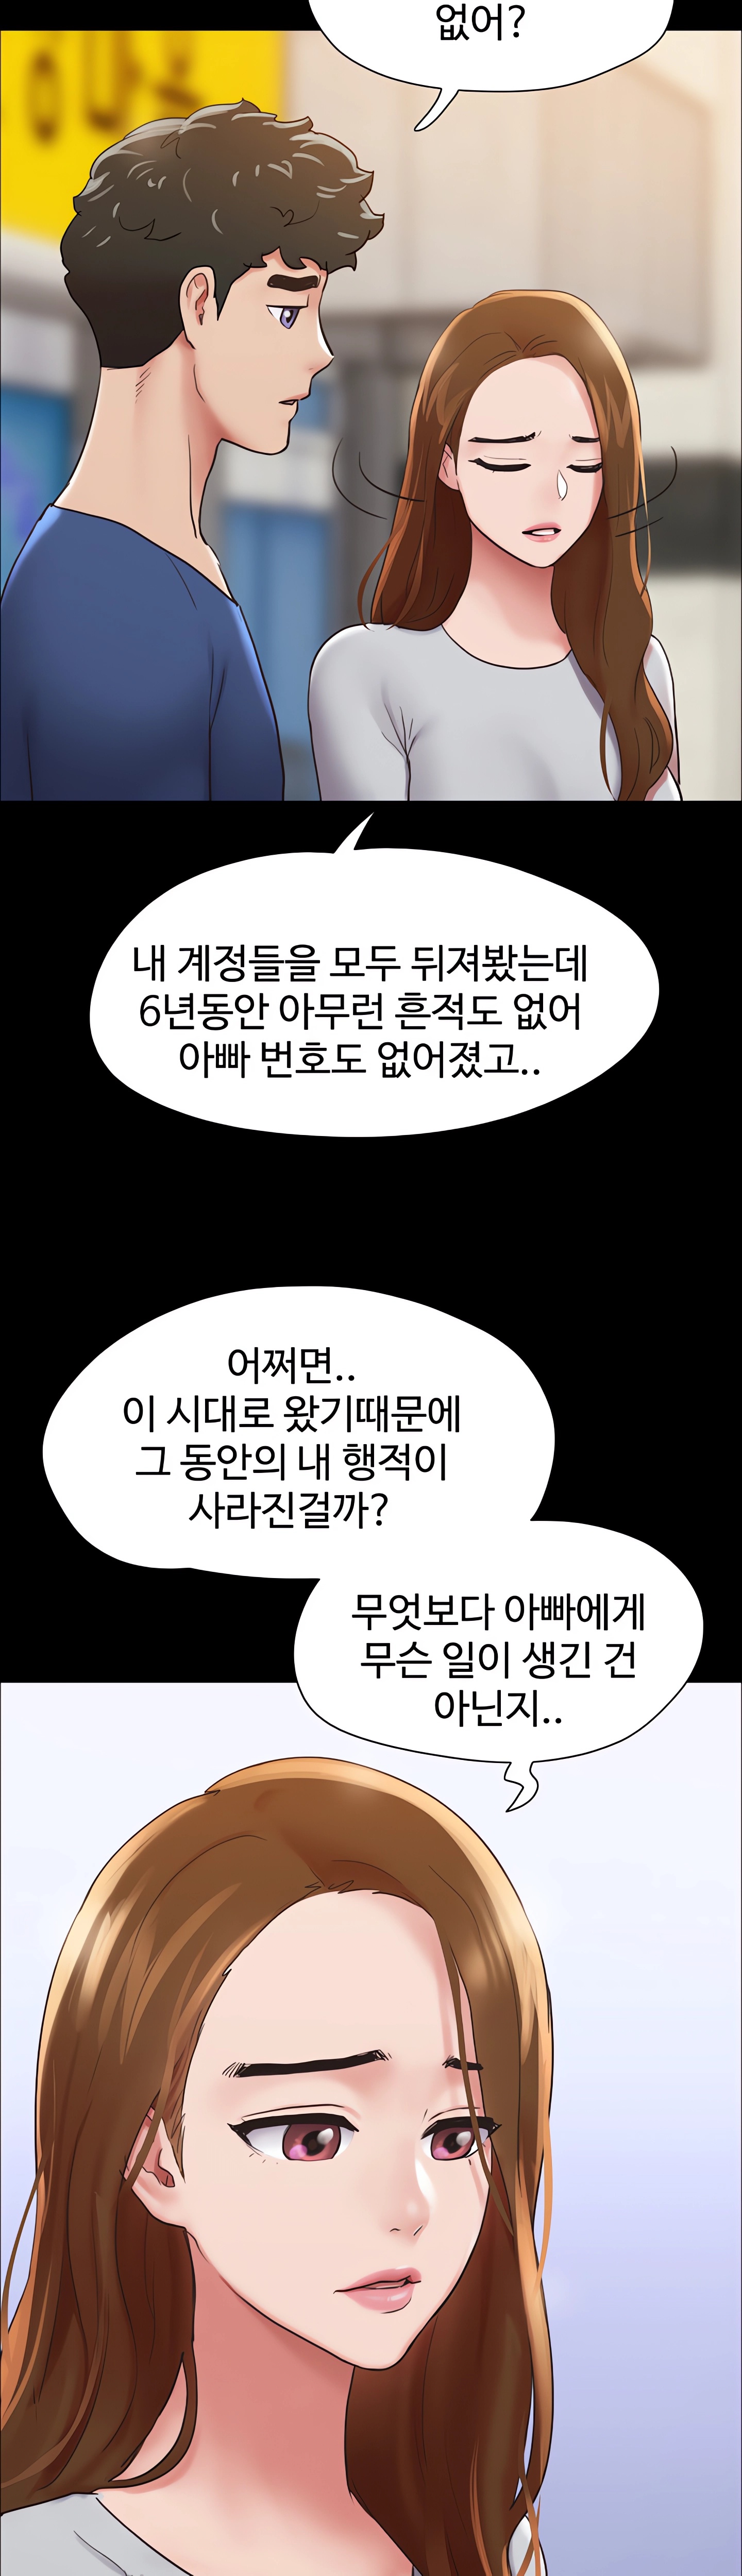 없어?
내 계정들을 모두 뒤져봤는데
6년동안 아무런 흔적도 없어
아빠 번호도 없어졌고..
어쩌면..
이 시대로 왔기때문에
그 동안의 내 행적이
사라진걸까?
무엇보다 아빠에게
무슨 일이 생긴 건
아닌지..